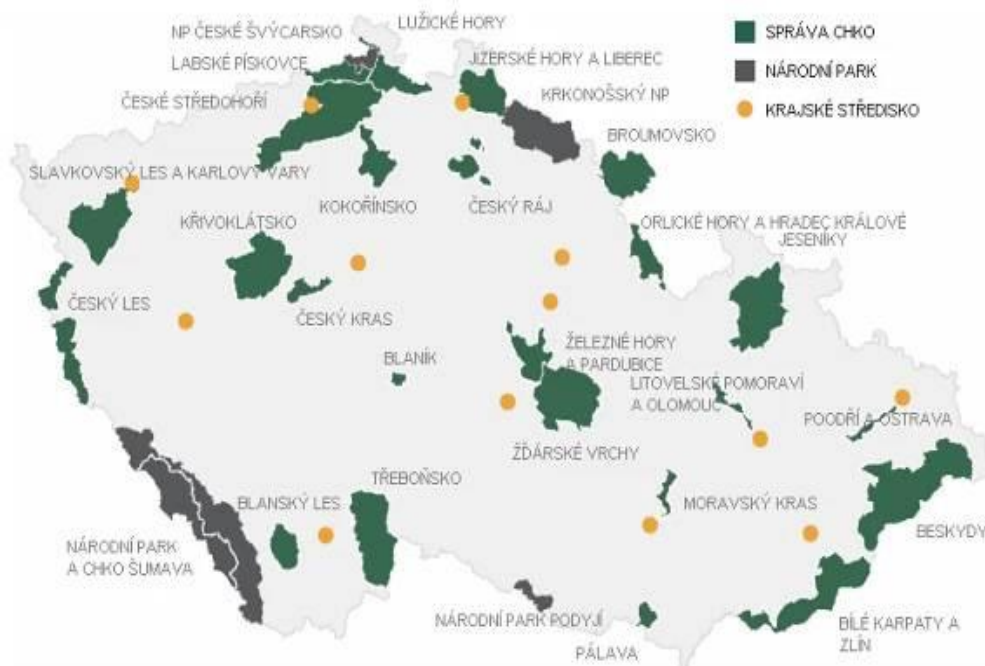 LUŽICKÉ HORY
NP ČESKÉ ŠVÝCARSKO
LABSKÉ PÍSKOVCE
JIZERSKÉ HORY A LIBEREC
SPRÁVA CHKO
NÁRODNÍ PARK
KRAJSKÉ STŘEDISKO
ČESKÉ STŘEDOHOŘÍ
KRKONOŠSKÝ NP
BROUMOVSKO
SLAVKOVSKÝ LES A KARLOVY VARY
KOKOŘÍNSKO
ČESKÝ RÁJ
KŘIVOKLÁTSKO
ORLICKÉ HORY A HRADEC KRÁLOVÉ
JESENÍKY
ČESKÝ LES
ČESKÝ KRAS
ŽELEZNÉ HORY
A PARDUBICE
BLANÍK
LITOVELSKÉ POMORAVÍ
A OLOMOUC
POODŘÍ A OSTRAVA
ŽĎÁRSKÉ VRCHY
TŘEBOŇSKO
BLANSKÝ LES
MORAVSKÝ KRAS
BESKYDY
NÁRODNÍ PARK
A CHKO ŠUMAVA
NÁRODNÍ PARK PODYJÍ
PÁLAVA
BÍLÉ KARPATY A
ZLÍN